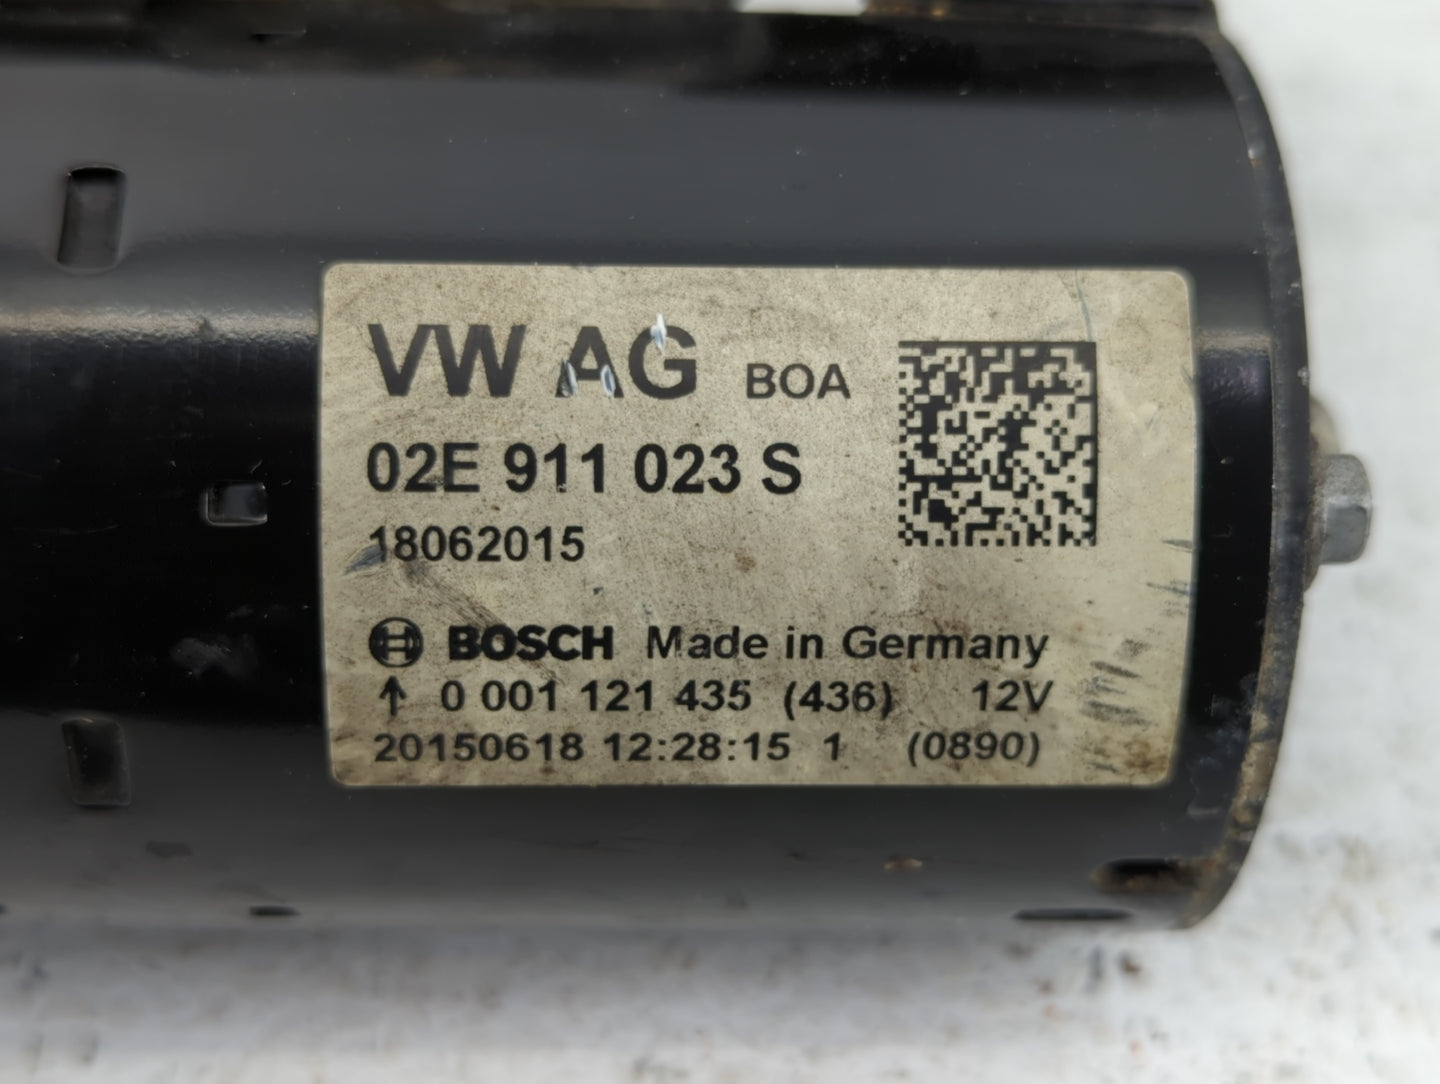 VW AG BOA
02E 911 023 S
18062015
BOSCH Made in Germany
↑ 0 001 121 435 (436) 12V
20150618 12:28:15 1 (0890)